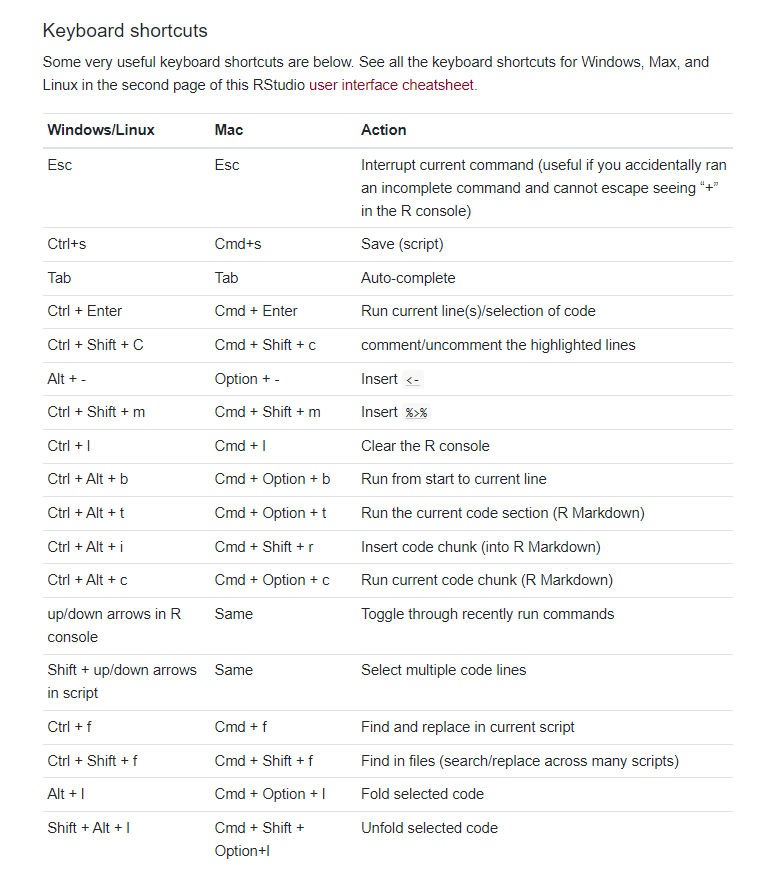 Keyboard shortcuts
Some very useful keyboard shortcuts are below. See all the keyboard shortcuts for Windows, Max, and
Linux in the second page of this RStudio user interface cheatsheet.
Windows/Linux Mac Action
Esc Esc Interrupt current command (useful if you accidentally ran
an incomplete command and cannot escape seeing “+”
in the R console)
Ctrl+s Cmd+s Save (script)
Tab Tab Auto-complete
Ctrl + Enter Cmd + Enter Run current line(s)/selection of code
Ctrl + Shift + C Cmd + Shift + c comment/uncomment the highlighted lines
Alt + - Option + - Insert <-
Ctrl + Shift + m Cmd + Shift + m Insert %>%
Ctrl + l Cmd + l Clear the R console
Ctrl + Alt + b Cmd + Option + b Run from start to current line
Ctrl + Alt + t Cmd + Option + t Run the current code section (R Markdown)
Ctrl + Alt + i Cmd + Shift + r Insert code chunk (into R Markdown)
Ctrl + Alt + c Cmd + Option + c Run current code chunk (R Markdown)
up/down arrows in R Same Toggle through recently run commands
console
Shift + up/down arrows Same Select multiple code lines
in script
Ctrl + f Cmd + f Find and replace in current script
Ctrl + Shift + f Cmd + Shift + f Find in files (search/replace across many scripts)
Alt + l Cmd + Option + l Fold selected code
Shift + Alt + l Cmd + Shift + Unfold selected code
Option+l